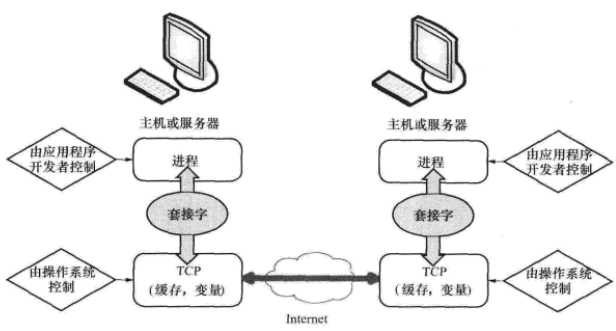 主机或服务器
主机或服务器
由应用程序
开发者控制
进程
进程
由应用程序
开发者控制
套接字
套接字
由操作系统
控制
TCP
(缓存，变量)
TCP
(缓存，变量)
由操作系统
控制
Internet